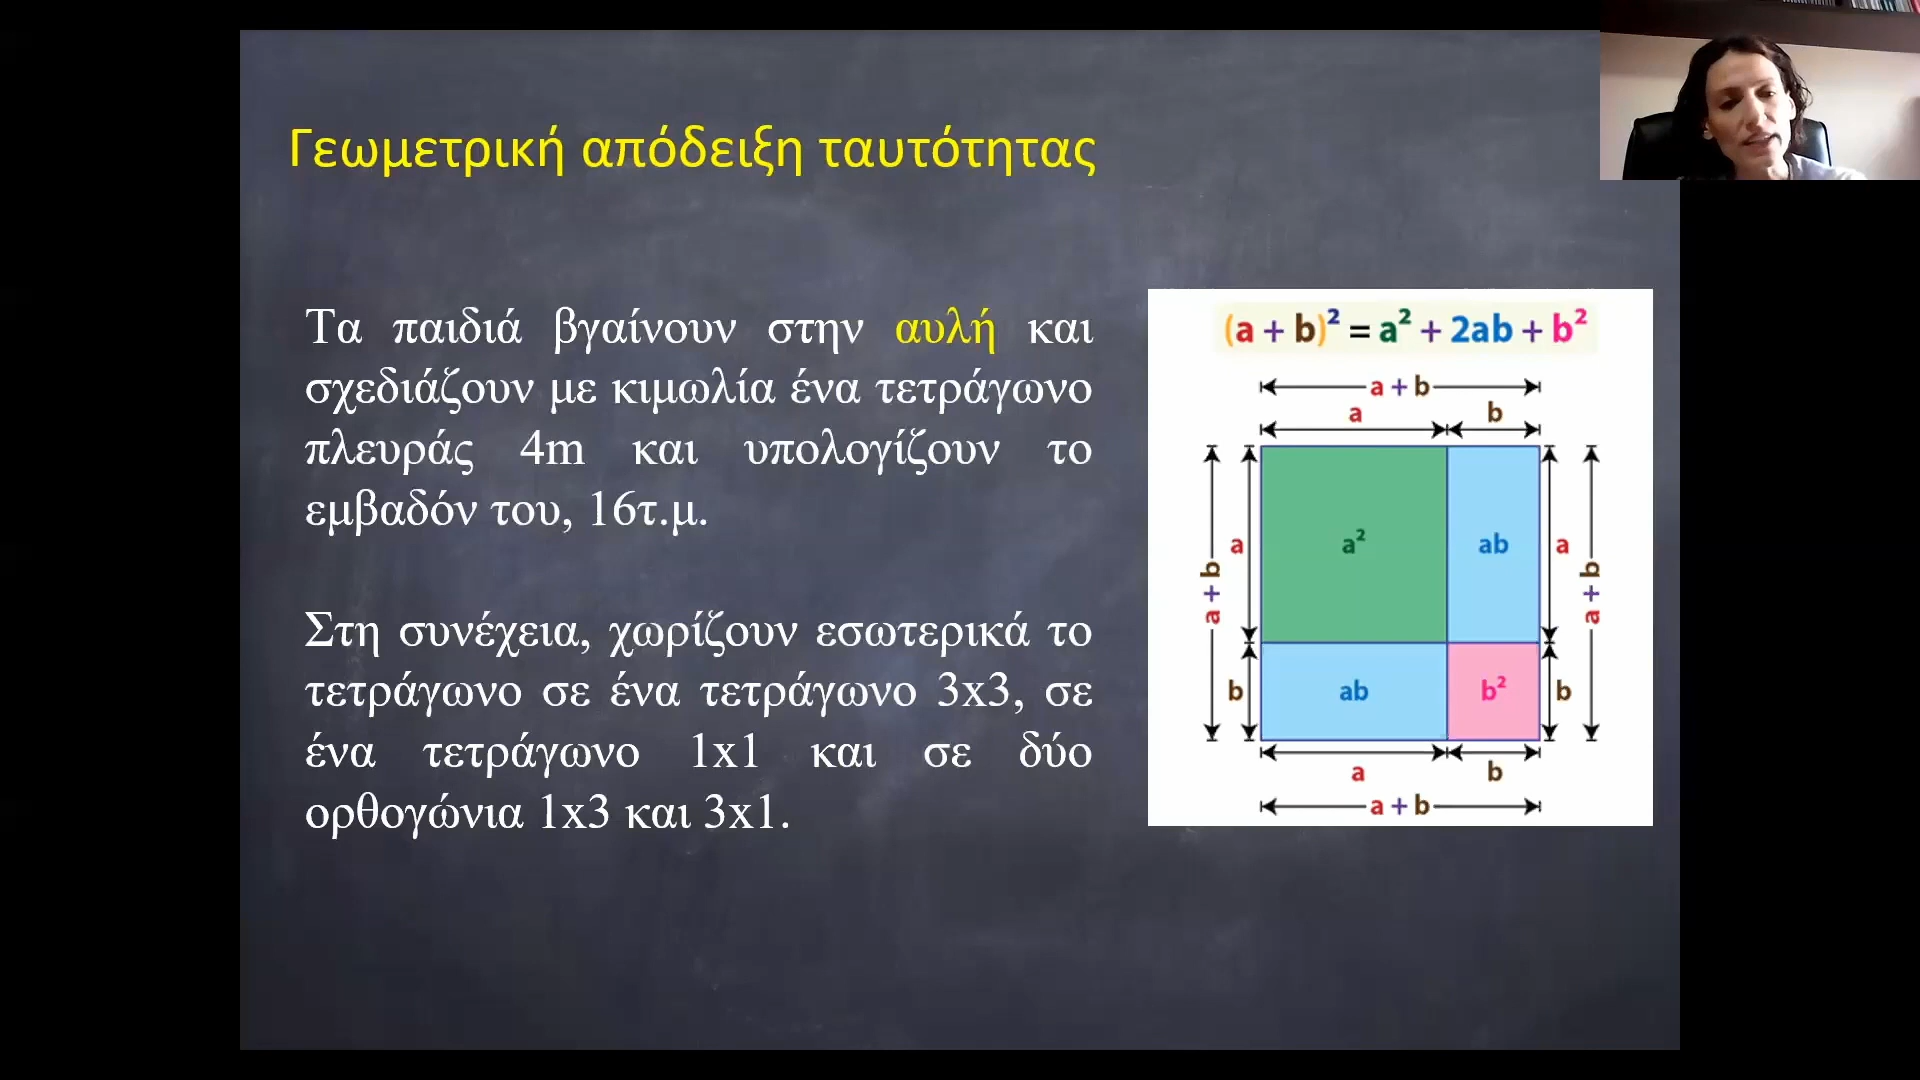 Γεωμετρική απόδειξη ταυτότητας
Τα παιδιά βγαίνουν στην αυλή και
σχεδιάζουν με κιμωλία ένα τετράγωνο
πλευράς 4m και υπολογίζουν το
εμβαδόν του, 16τ.μ.
Στη συνέχεια, χωρίζουν εσωτερικά το
τετράγωνο σε ένα τετράγωνο 3x3, σε
ένα τετράγωνο 1x1 και σε δύο
ορθογώνια 1x3 και 3x1.
(a + b)² = a² + 2ab + b²
a + b
a b
a + b a a² ab a a + b
b ab b² b
a b
a + b